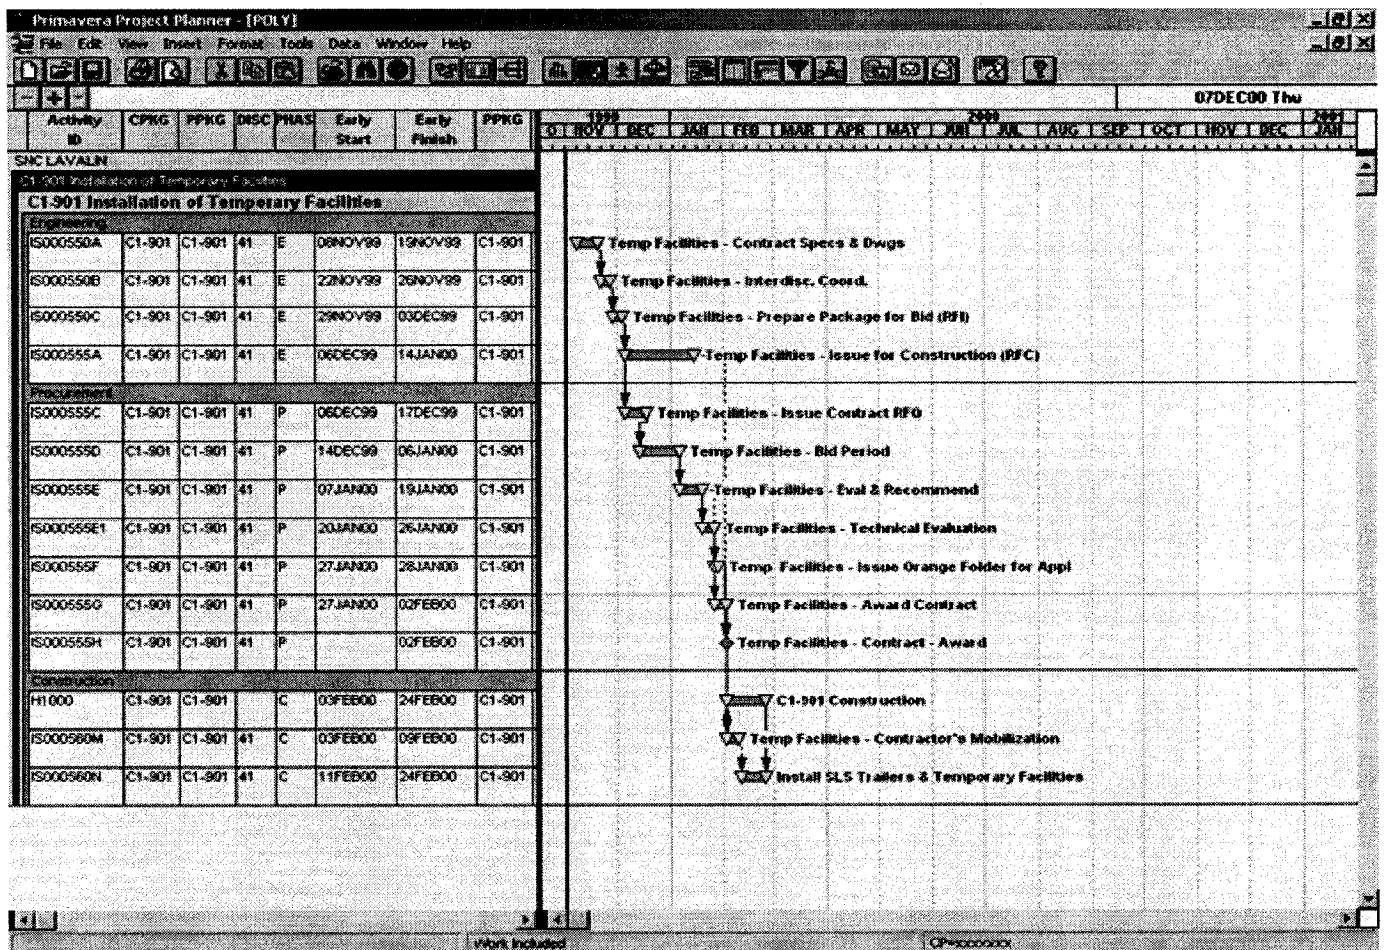 Primavera Project Planner - [POLY]
File Edit View Insert Format Tools Data Window Help
07DEC00 Thu
Activity ID CPKG PPKG DISC PHAS Early Start Early Finish PPKG 1999 2000 2001
O NOV DEC JAN FEB MAR APR MAY JUN JUL AUG SEP OCT NOV DEC JAN
SNC LAVALIN
C1-901 Installation of Temporary Facilities
C1-901 Installation of Temporary Facilities
Engineering
IS000550A C1-901 C1-901 41 E 08NOV99 19NOV99 C1-901 Temp Facilities - Contract Specs & Dwgs
IS000550B C1-901 C1-901 41 E 22NOV99 26NOV99 C1-901 Temp Facilities - Interdisc. Coord.
IS000550C C1-901 C1-901 41 E 29NOV99 03DEC99 C1-901 Temp Facilities - Prepare Package for Bid (RFI)
IS000555A C1-901 C1-901 41 E 06DEC99 14JAN00 C1-901 Temp Facilities - Issue for Construction (RFC)
Procurement
IS000555C C1-901 C1-901 41 P 06DEC99 17DEC99 C1-901 Temp Facilities - Issue Contract RFQ
IS000555D C1-901 C1-901 41 P 14DEC99 06JAN00 C1-901 Temp Facilities - Bid Period
IS000555E C1-901 C1-901 41 P 07JAN00 19JAN00 C1-901 Temp Facilities - Eval & Recommend
IS000555E1 C1-901 C1-901 41 P 20JAN00 26JAN00 C1-901 Temp Facilities - Technical Evaluation
IS000555F C1-901 C1-901 41 P 27JAN00 28JAN00 C1-901 Temp Facilities - Issue Orange Folder for Appl
IS000555G C1-901 C1-901 41 P 27JAN00 02FEB00 C1-901 Temp Facilities - Award Contract
IS000555H C1-901 C1-901 41 P 02FEB00 C1-901 Temp Facilities - Contract - Award
Construction
H1000 C1-901 C1-901 C 03FEB00 24FEB00 C1-901 C1-901 Construction
IS000560M C1-901 C1-901 41 C 03FEB00 09FEB00 C1-901 Temp Facilities - Contractor's Mobilization
IS000560N C1-901 C1-901 41 C 11FEB00 24FEB00 C1-901 Install SLS Trailers & Temporary Facilities
Work Included